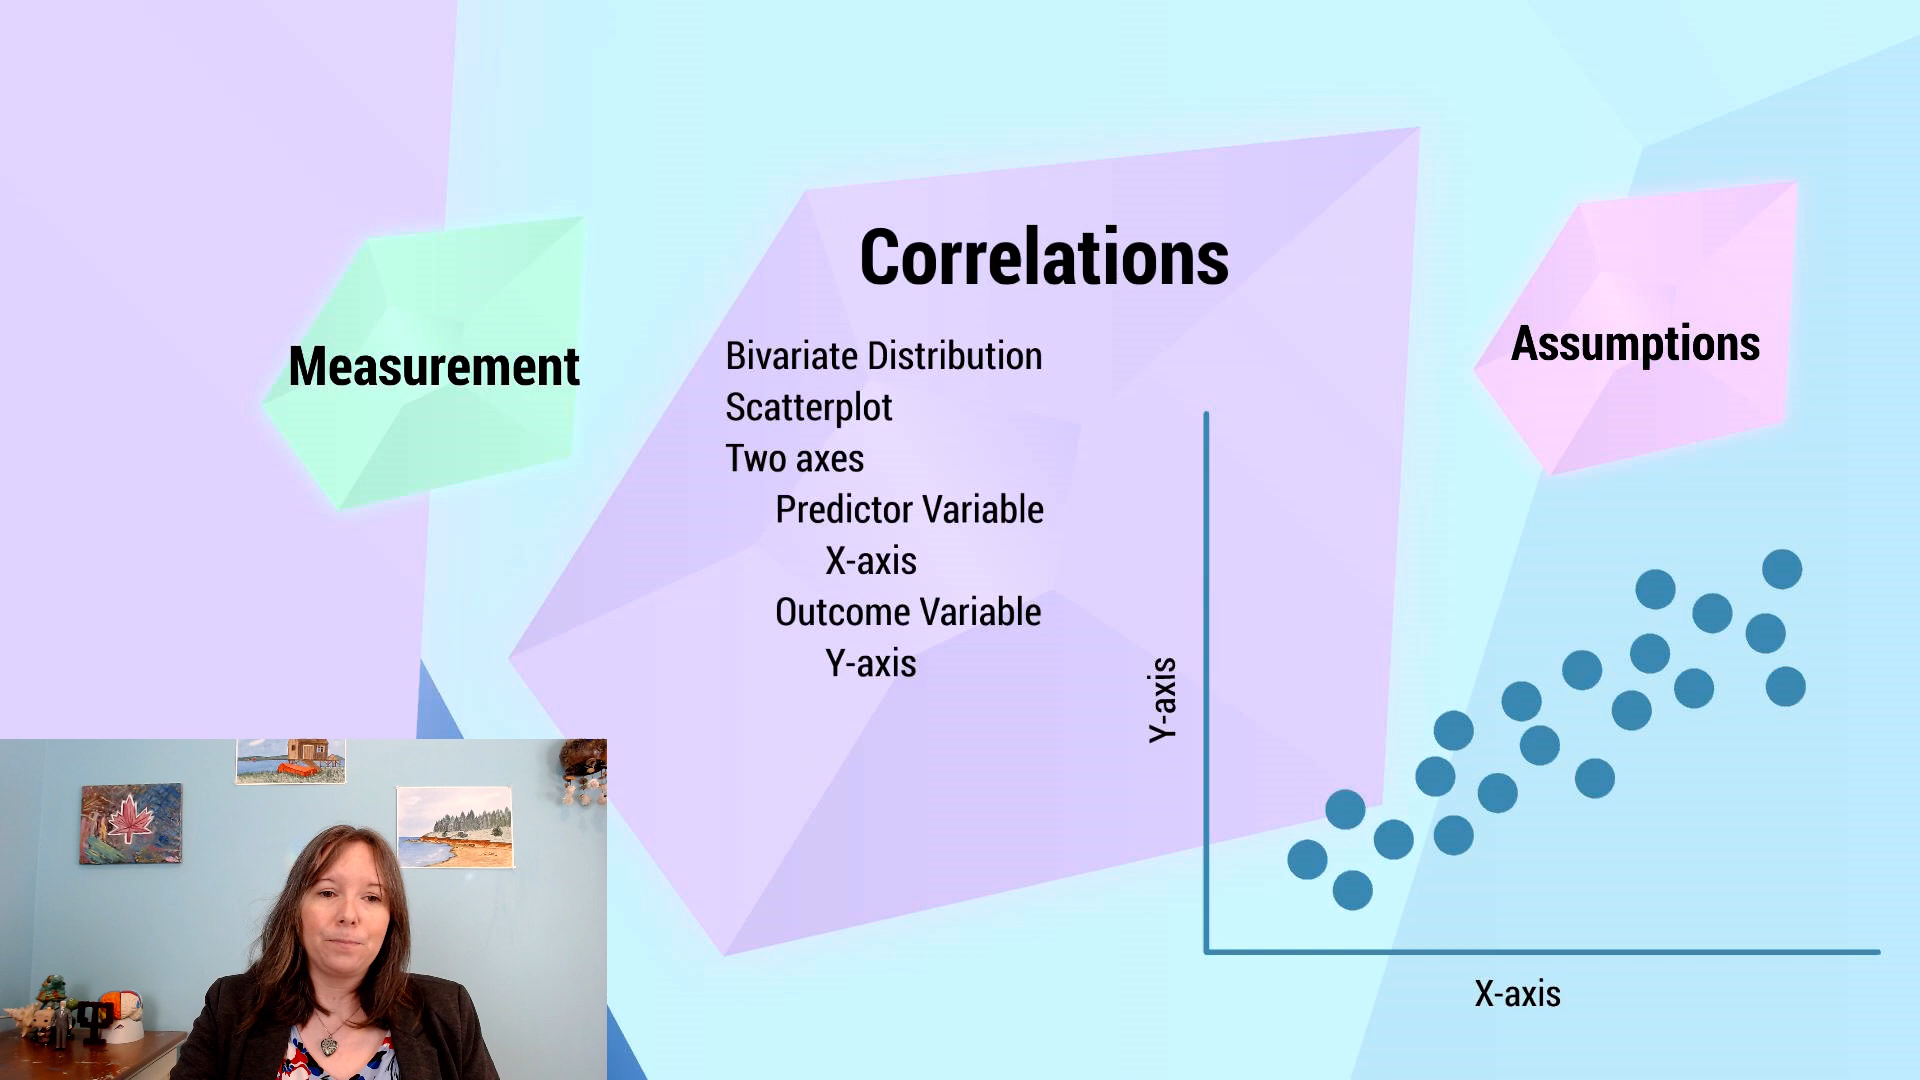 Measurement
Correlations
Bivariate Distribution
Scatterplot
Two axes
Predictor Variable
X-axis
Outcome Variable
Y-axis
Assumptions
Y-axis
X-axis